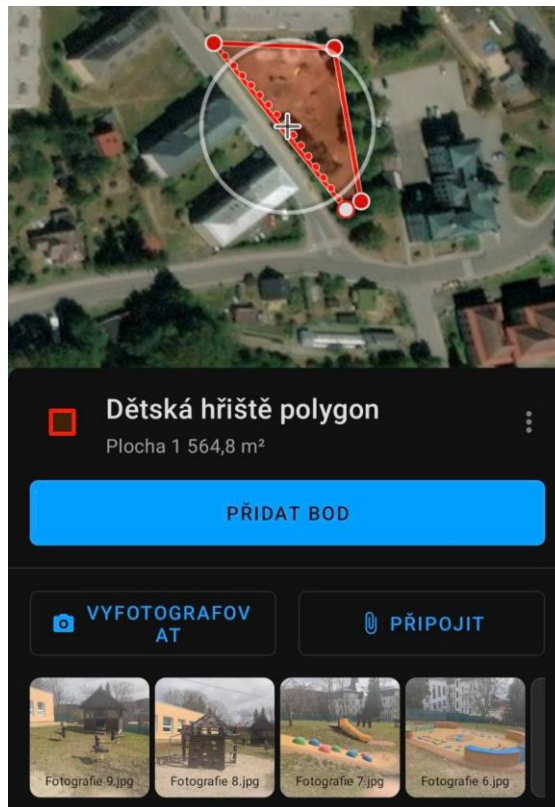 Dětská hřiště polygon
Plocha 1 564,8 m²
PŘIDAT BOD
VYFOTOGRAFOV
AT
PŘIPOJIT
Fotografie 9.jpg
Fotografie 8.jpg
Fotografie 7.jpg
Fotografie 6.jpg